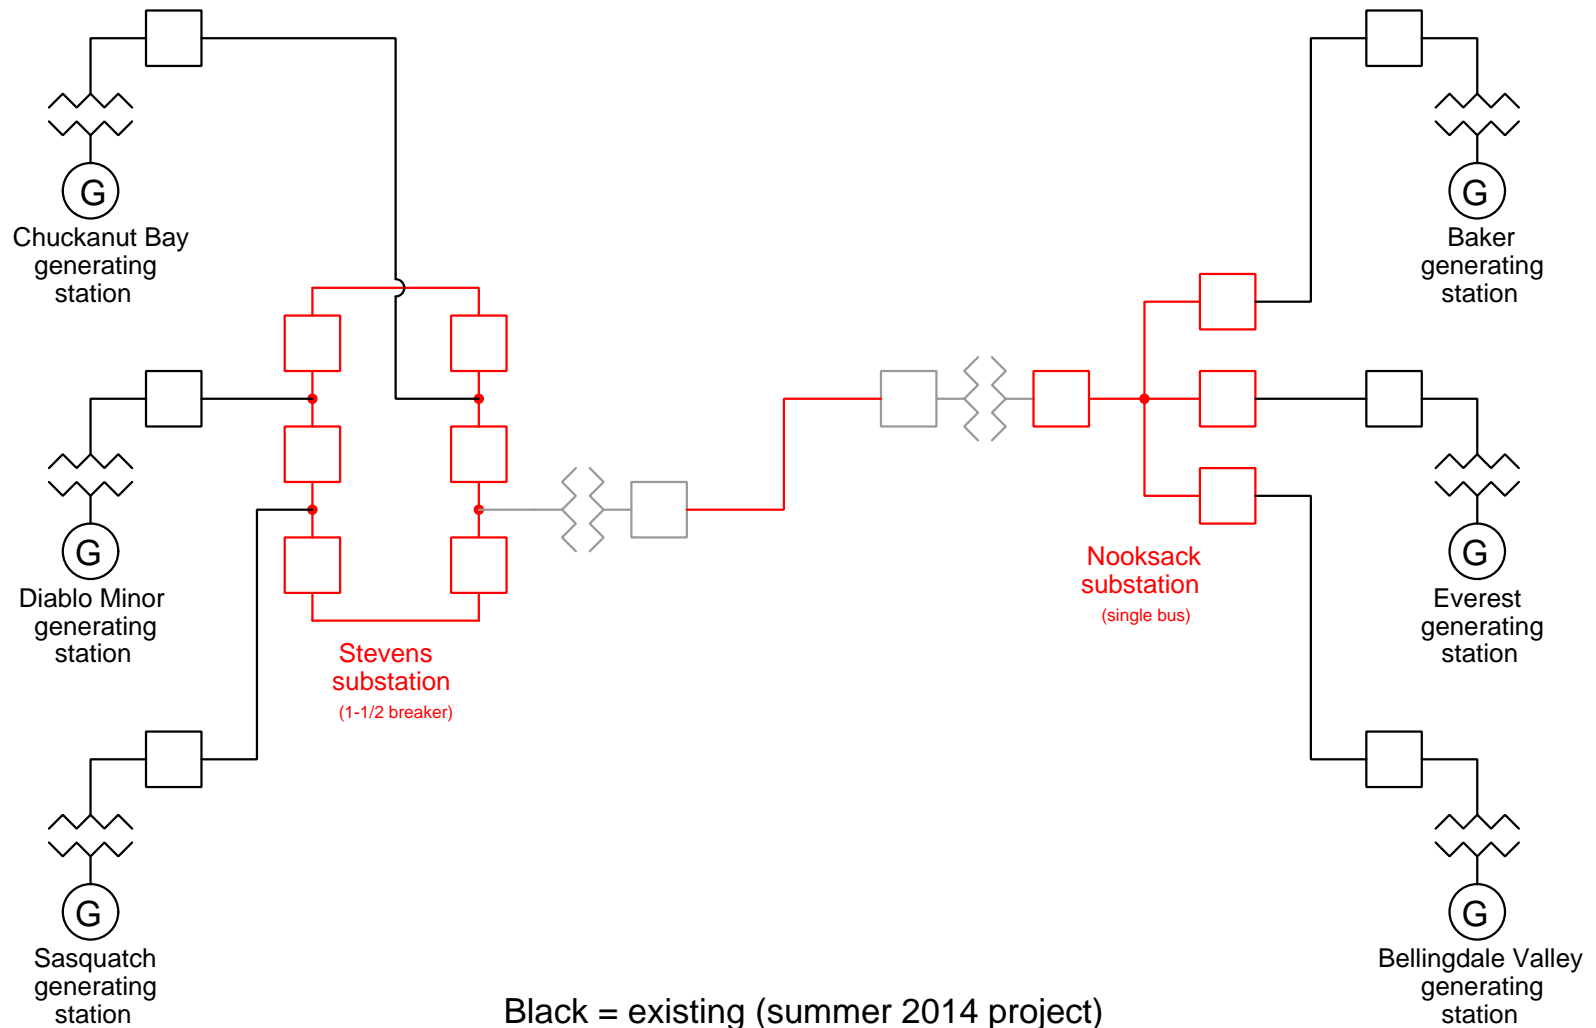 G
Chuckanut Bay
generating
station
G
Baker
generating
station
G
Diablo Minor
generating
station
Stevens
substation
(1-1/2 breaker)
Nooksack
substation
(single bus)
G
Everest
generating
station
G
Sasquatch
generating
station
G
Bellingdale Valley
generating
station
Black = existing (summer 2014 project)